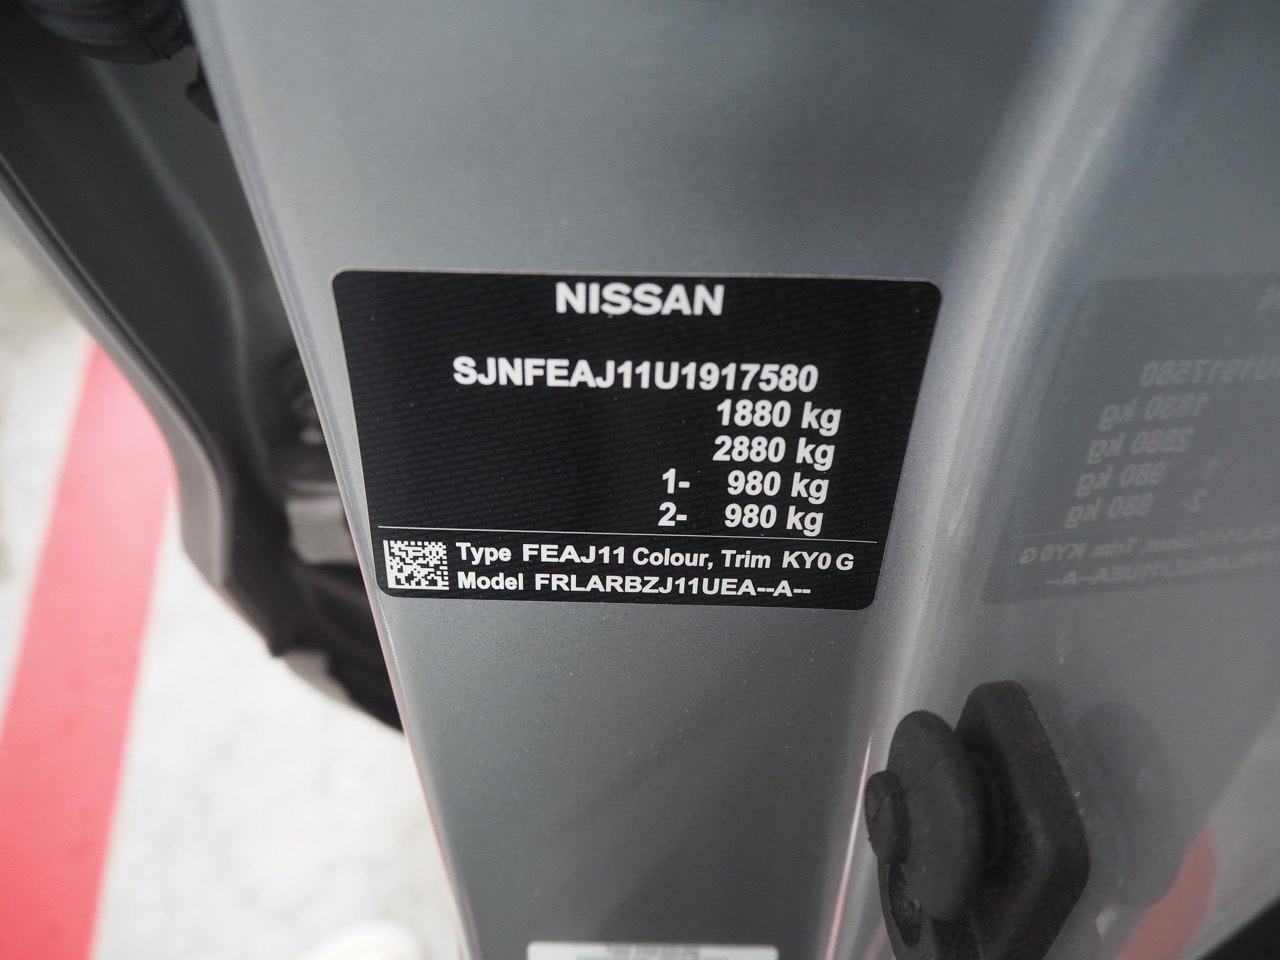 NISSAN
SJNFEAJ11U1917580
1880 kg
2880 kg
1- 980 kg
2- 980 kg
Type FEAJ11 Colour, Trim KY0 G
Model FRLARBZJ11UEA--A--